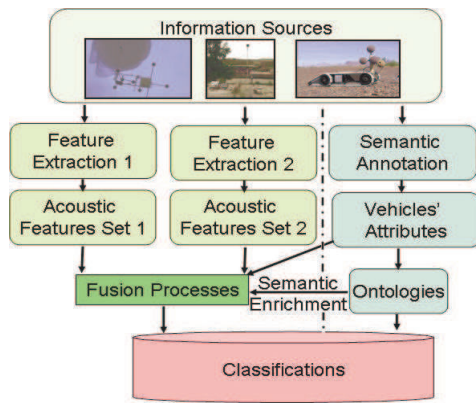 Information Sources
Feature
Extraction 1
Feature
Extraction 2
Semantic
Annotation
Acoustic
Features Set 1
Acoustic
Features Set 2
Vehicles'
Attributes
Fusion Processes
Semantic
Enrichment
Ontologies
Classifications